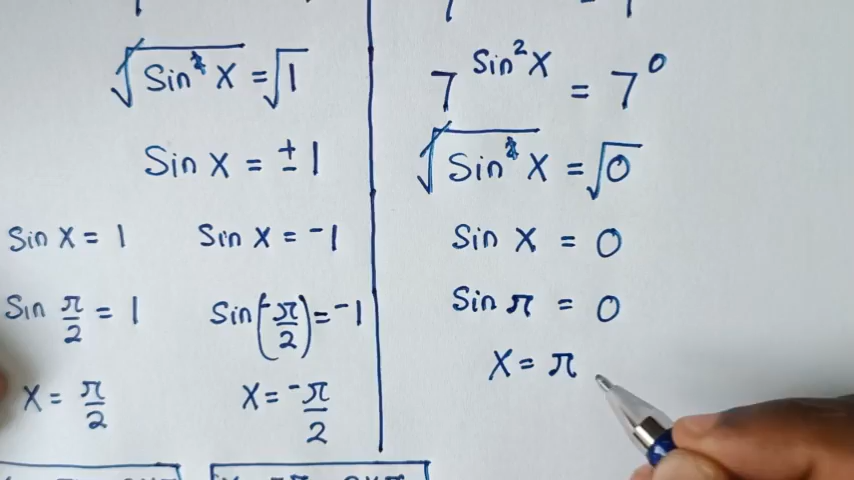 √Sin²x = √1
Sin x = ± 1
Sin x = 1
Sin π/2 = 1
x = π/2
Sin x = -1
Sin(-π/2) = -1
x = -π/2
7^Sin²x = 7^0
√Sin²x = √0
Sin x = 0
Sin π = 0
x = π